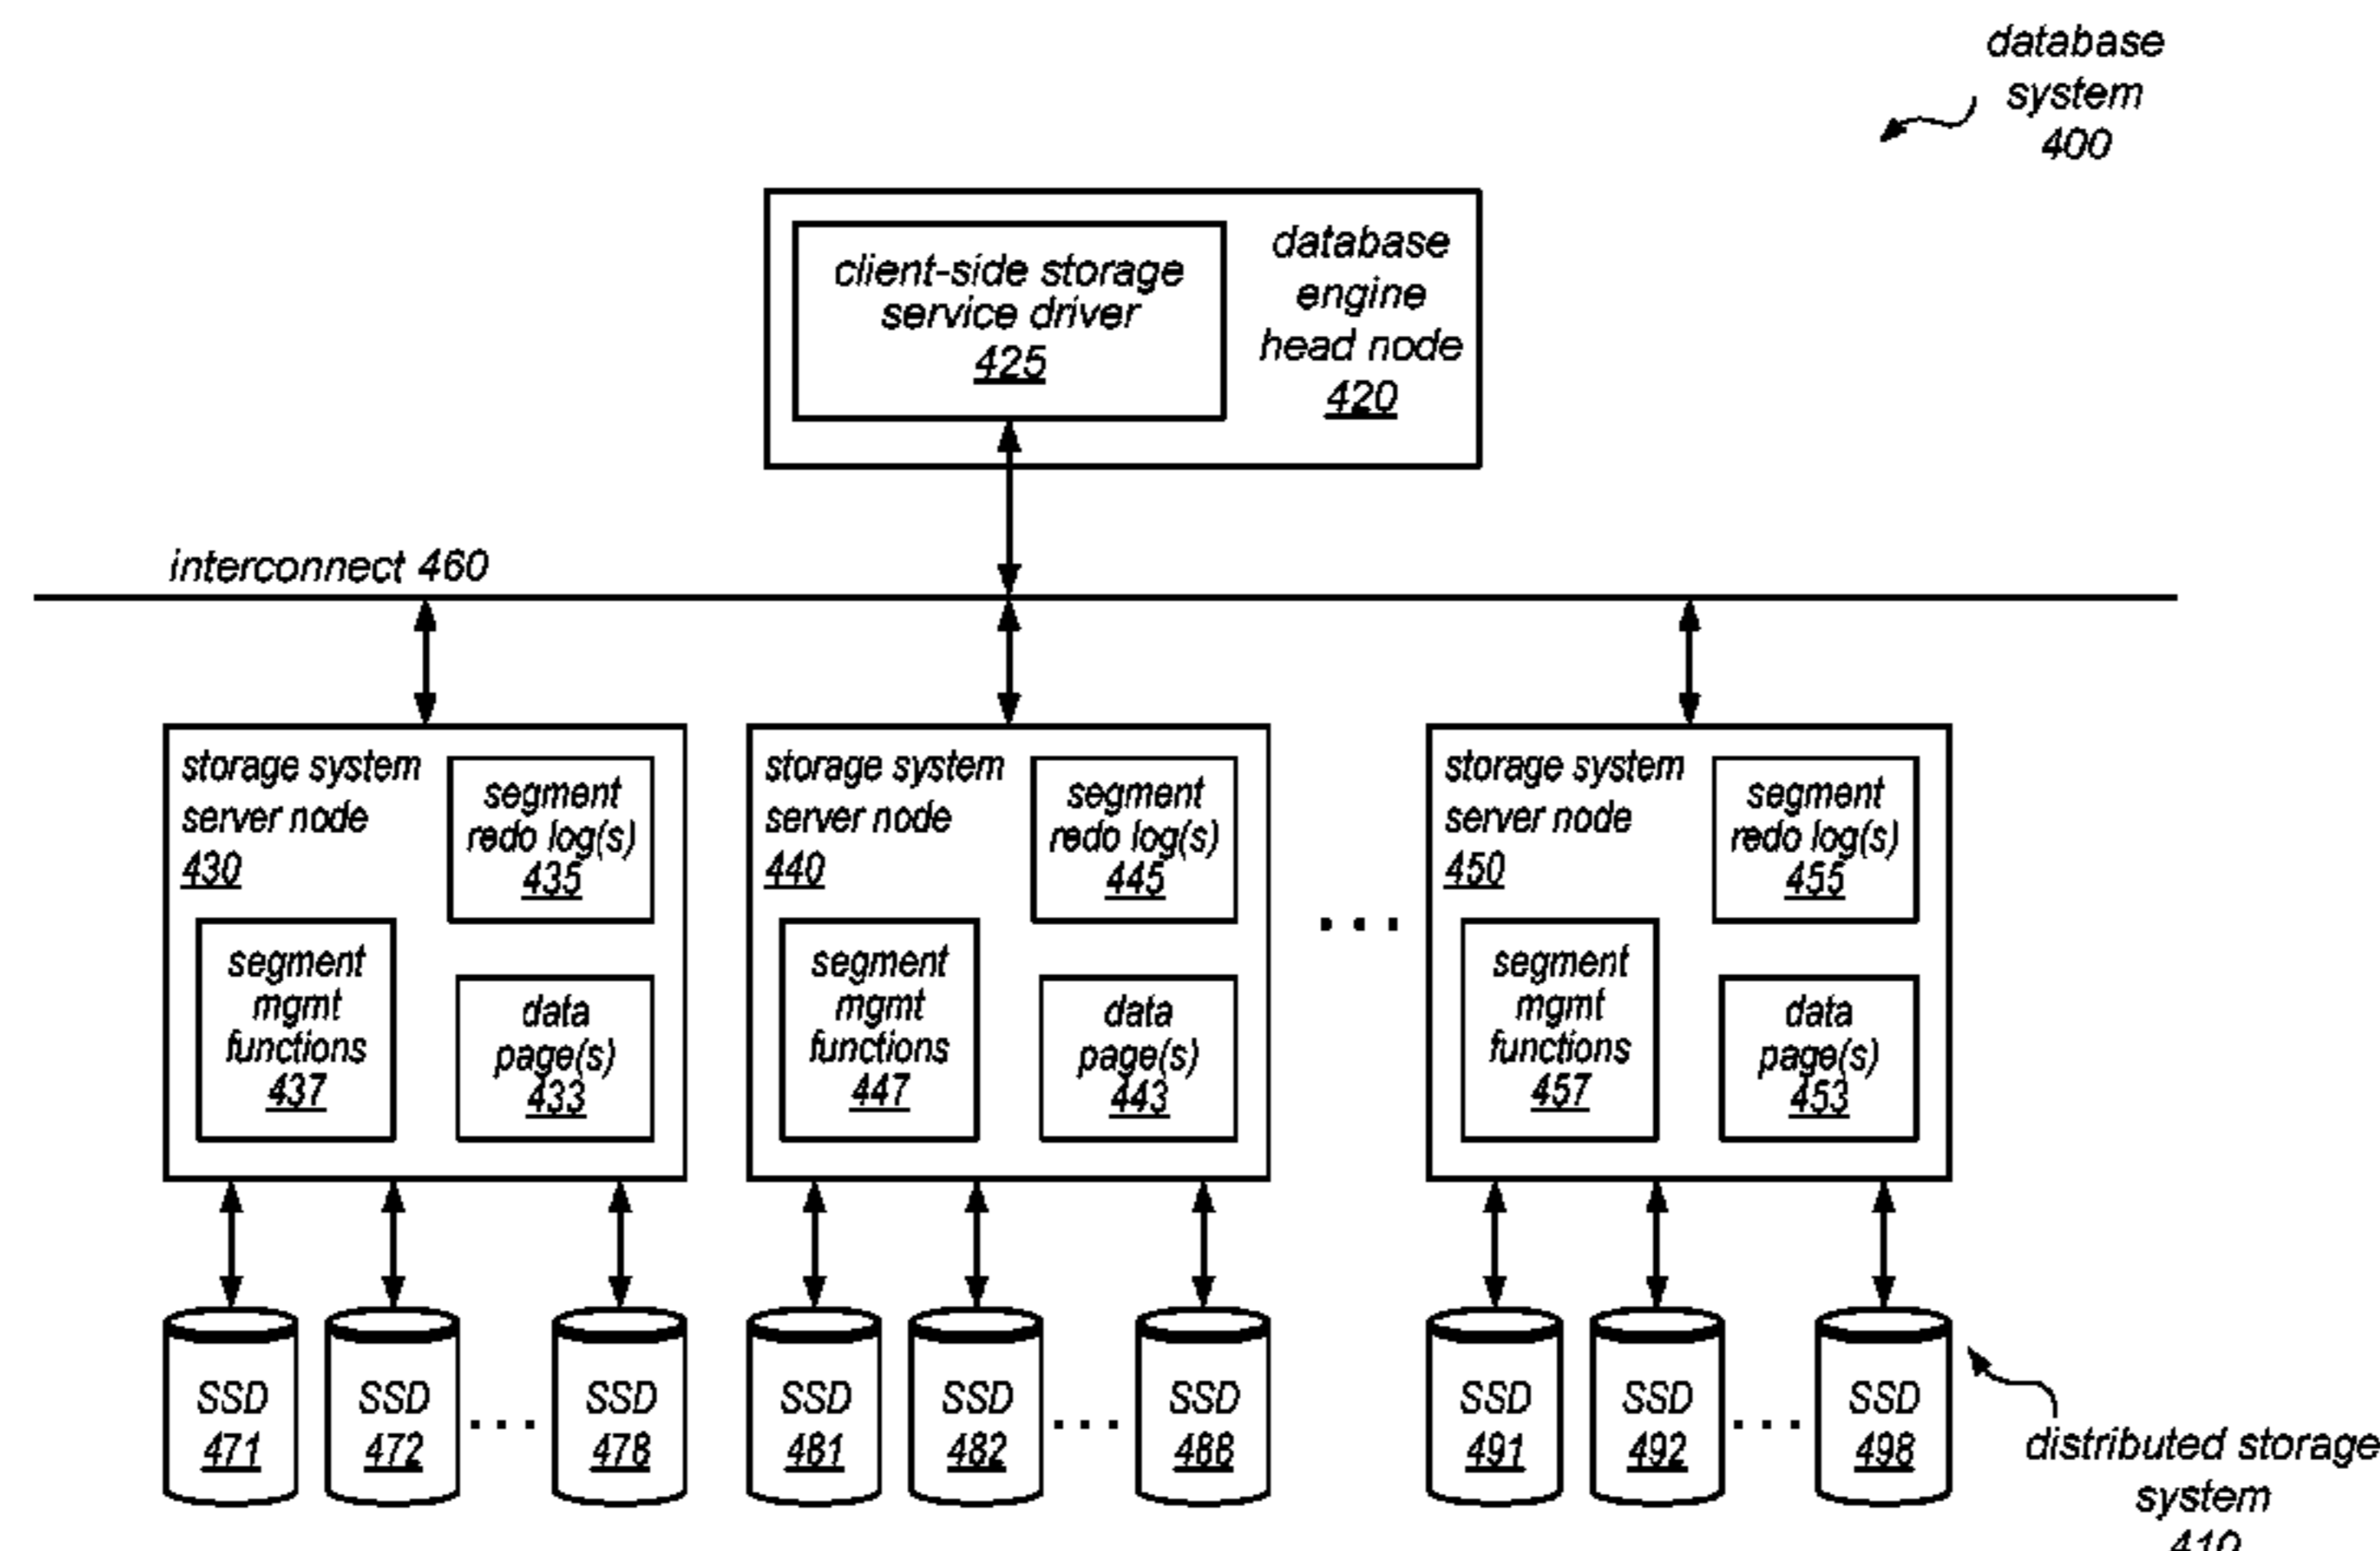 database
system
400
client-side storage
service driver
425
database
engine
head node
420
interconnect 460
storage system
server node
430
segment
redo log(s)
435
segment
mgmt
functions
437
data
page(s)
433
storage system
server node
440
segment
redo log(s)
445
segment
mgmt
functions
447
data
page(s)
443
...
storage system
server node
450
segment
redo log(s)
455
segment
mgmt
functions
457
data
page(s)
453
SSD
471
SSD
472
...
SSD
478
SSD
481
SSD
482
...
SSD
488
SSD
491
SSD
492
...
SSD
498
distributed storage
system
410